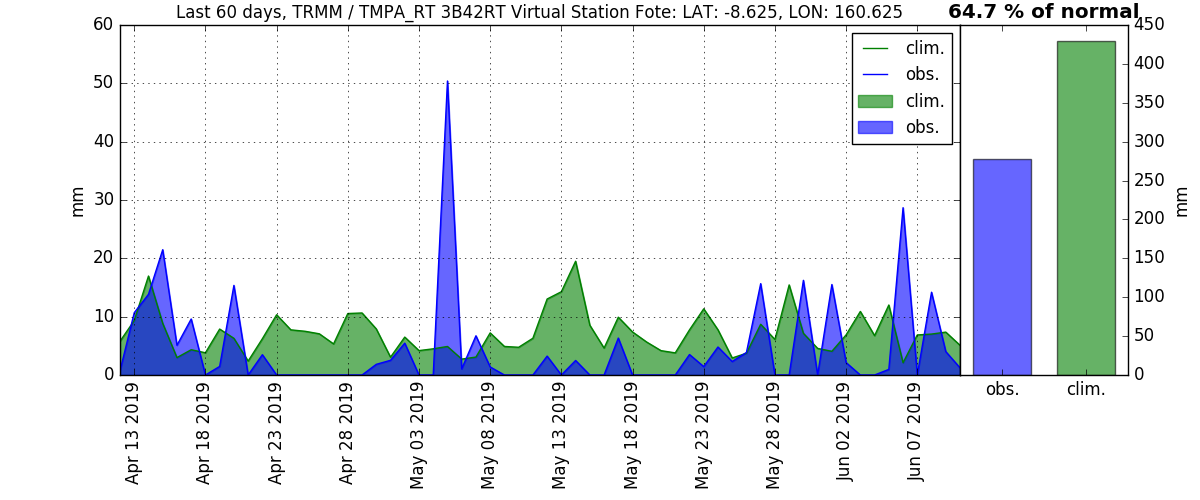 Last 60 days, TRMM / TMPA_RT 3B42RT Virtual Station Fote: LAT: -8.625, LON: 160.625
64.7 % of normal
60
50
40
30
20
10
0
mm
clim.
obs.
clim.
obs.
Apr 13 2019
Apr 18 2019
Apr 23 2019
Apr 28 2019
May 03 2019
May 08 2019
May 13 2019
May 18 2019
May 23 2019
May 28 2019
Jun 02 2019
Jun 07 2019
450
400
350
300
250
200
150
100
50
0
mm
obs.
clim.